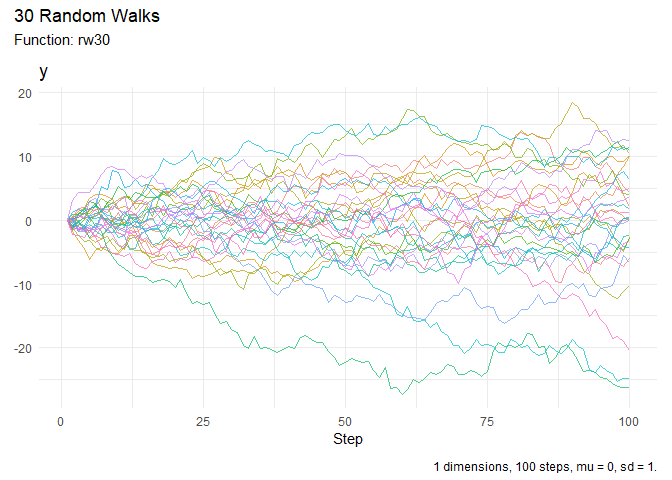 30 Random Walks
Function: rw30
y
20
10
0
-10
-20
0 25 50 75 100
Step
1 dimensions, 100 steps, mu = 0, sd = 1.